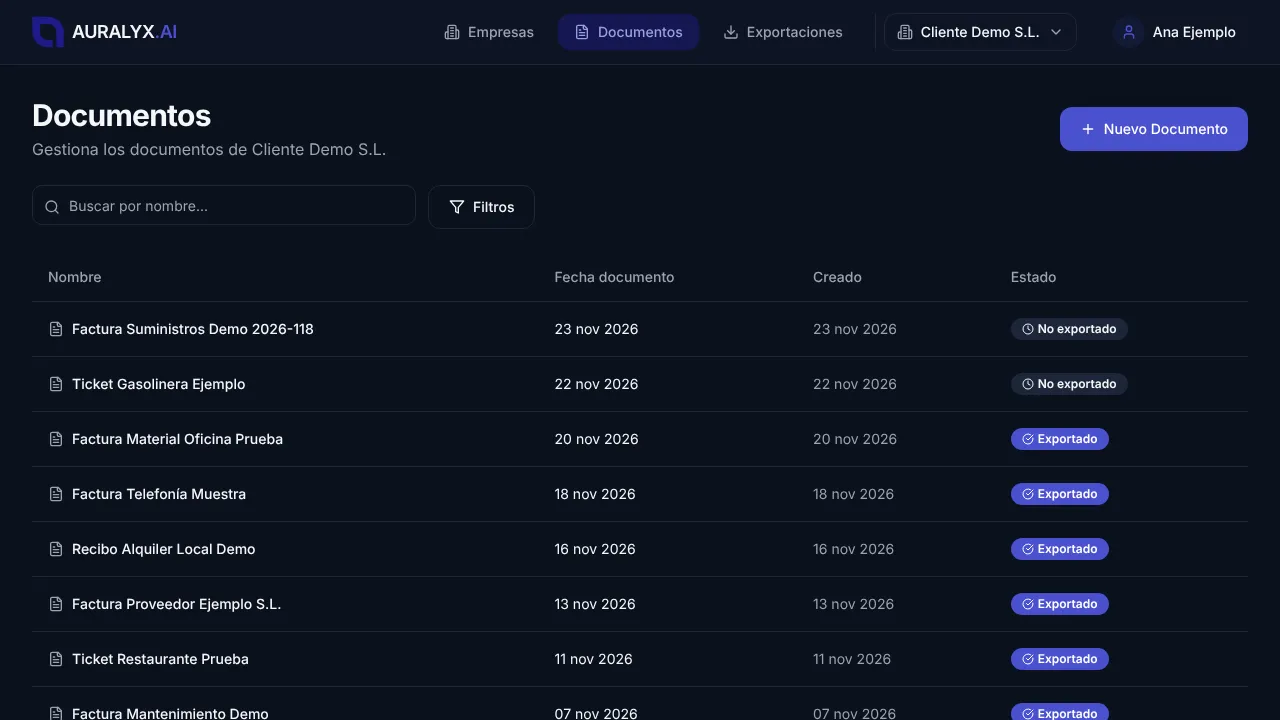 AURALYX.AI
Empresas
Documentos
Exportaciones
Cliente Demo S.L.
Ana Ejemplo
Documentos
Gestiona los documentos de Cliente Demo S.L.
+ Nuevo Documento
Buscar por nombre...
Filtros
Nombre Fecha documento Creado Estado
Factura Suministros Demo 2026-118 23 nov 2026 23 nov 2026 No exportado
Ticket Gasolinera Ejemplo 22 nov 2026 22 nov 2026 No exportado
Factura Material Oficina Prueba 20 nov 2026 20 nov 2026 Exportado
Factura Telefonía Muestra 18 nov 2026 18 nov 2026 Exportado
Recibo Alquiler Local Demo 16 nov 2026 16 nov 2026 Exportado
Factura Proveedor Ejemplo S.L. 13 nov 2026 13 nov 2026 Exportado
Ticket Restaurante Prueba 11 nov 2026 11 nov 2026 Exportado
Factura Mantenimiento Demo 07 nov 2026 07 nov 2026 Exportado